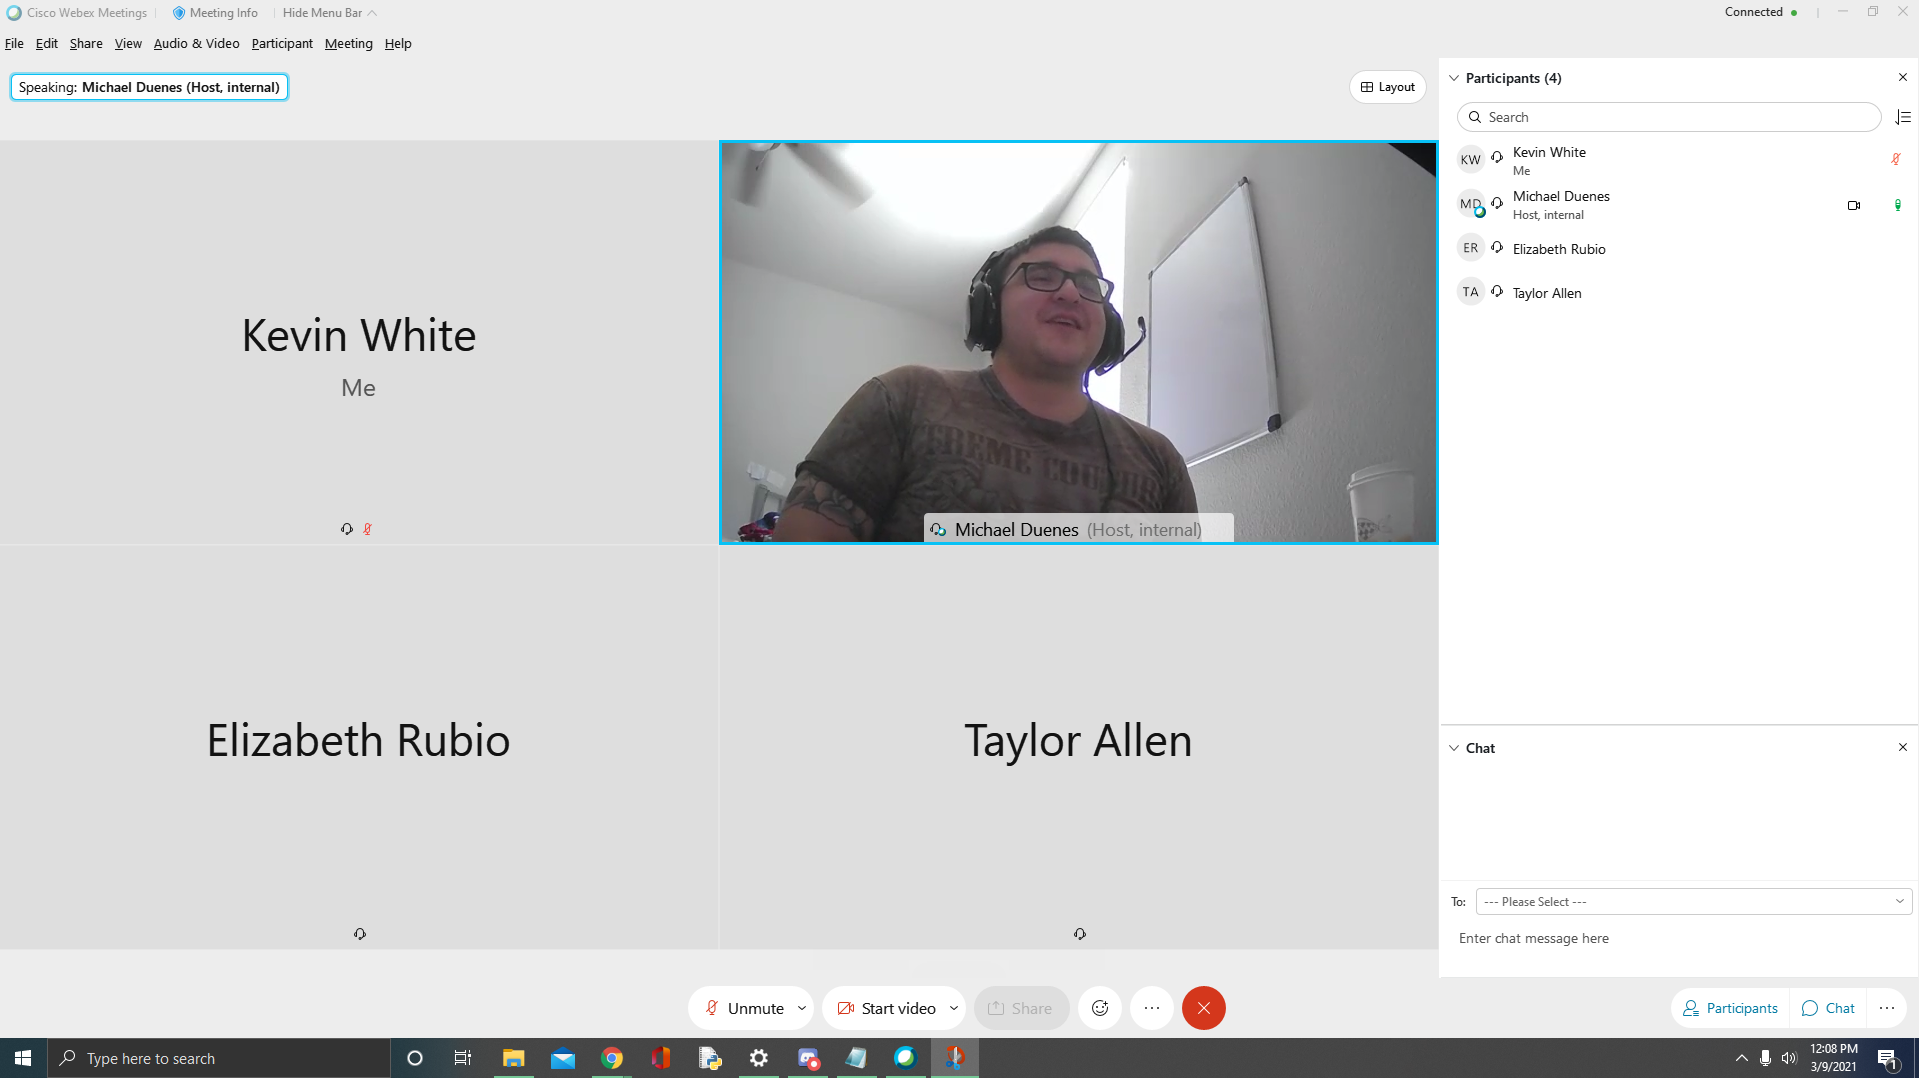 Cisco Webex Meetings
Meeting Info
Hide Menu Bar
Connected
File Edit Share View Audio & Video Participant Meeting Help
Speaking: Michael Duenes (Host, internal)
Layout
Kevin White
Me
Michael Duenes (Host, internal)
Elizabeth Rubio
Taylor Allen
Participants (4)
Search
KW Kevin White
Me
MD Michael Duenes
Host, internal
ER Elizabeth Rubio
TA Taylor Allen
Chat
To: --- Please Select ---
Enter chat message here
Unmute
Start video
Share
Participants
Chat
Type here to search
12:08 PM
3/9/2021
1